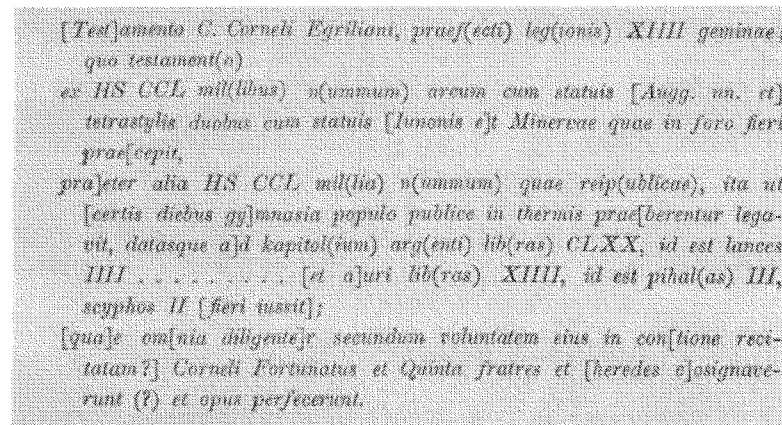 [Test]amento C. Corneli Egriliani, praef(ecti) leg(ionis) XIIII geminae,
quo testament(o)
ex HS CCL mil(libus) n(ummum) arcum cum statuis [Augg. nn. et]
tetrastylis duobus cum statuis [Iunonis e]t Minervae quae in foro fieri
prae[cepit,
pra]eter alia HS CCL mil(lia) n(ummum) quae reip(ublicae), ita ut
[certis diebus gy]mnasia populo publice in thermis prae[berentur lega-
vit, datasque a]d kapitol(ium) arg(enti) lib(ras) CLXX, id est lances
IIII . . . . . . . . . . [et a]uri lib(ras) XIIII, id est pihal(as) III,
scyphos II [fieri iussit];
[qua]e om[nia diligente]r secundum voluntatem eius in con[tione reci-
tatam?] Corneli Fortunatus et Quinta fratres et [heredes c]osignave-
runt (?) et opus perfecerunt.